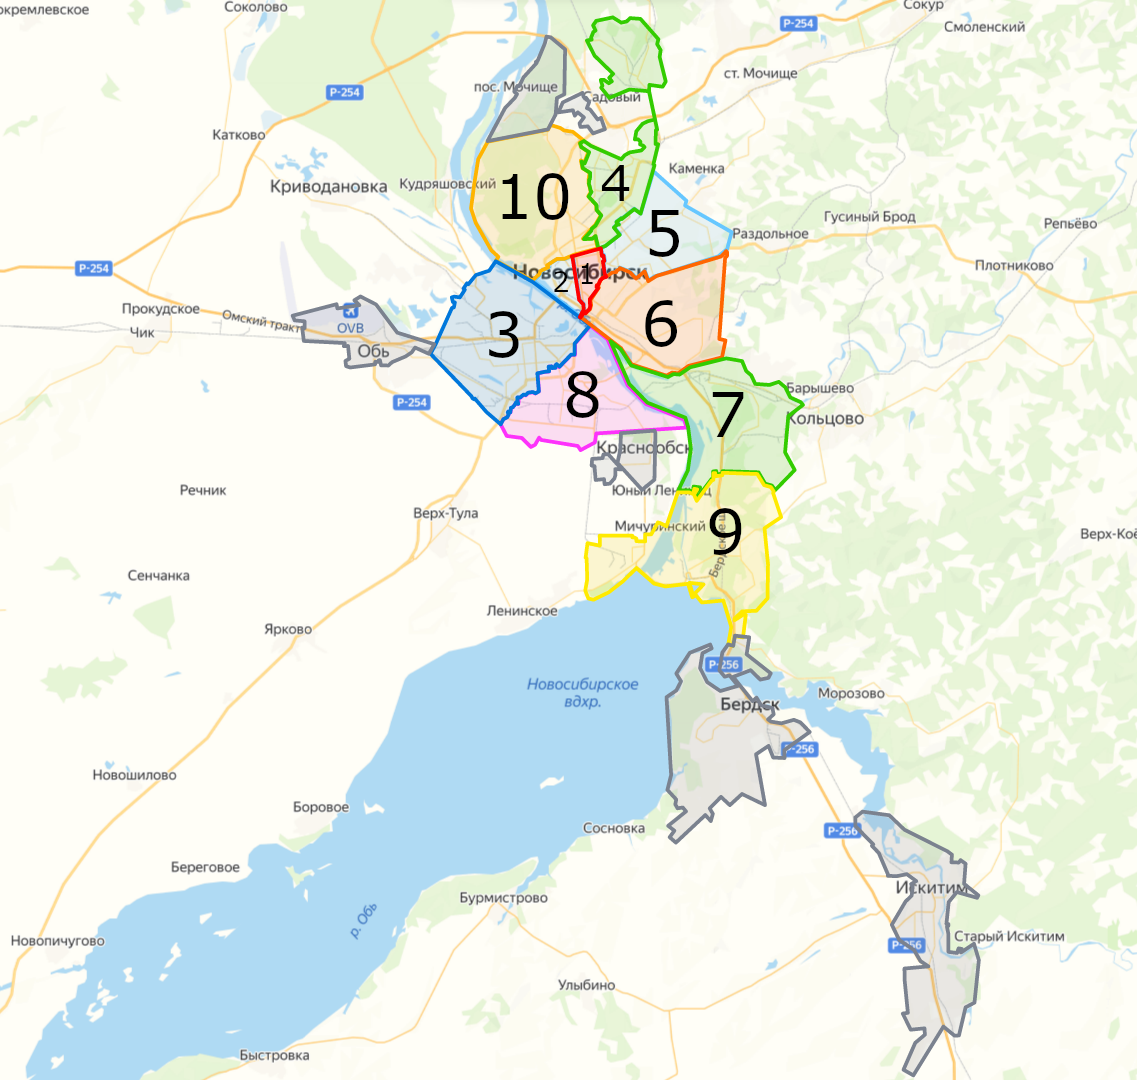 окремлевское
Соколово
Сокур
Р-254
Смоленский
ст. Мочище
пос. Мочище
Р-254
Садовый
Катково
Каменка
Криводановка
Кудряшовский
10
4
5
Гусиный Брод
Репьёво
Раздольное
Плотниково
Р-254
Новосибирск
2
1
Прокудское
Омский тракт
OVB
Чик
Обь
3
6
8
7
Барышево
Кольцово
Р-254
Краснообск
Речник
Юный Ленинец
Верх-Тула
Мичуринский
9
Бердское ш.
Верх-Коё
Сенчанка
Ленинское
Ярково
Р-256
Новосибирское
вдхр.
Морозово
Бердск
Р-256
Новошилово
Боровое
Сосновка
Р-256
Береговое
Искитим
Бурмистрово
р. Обь
Новопичугово
Старый Искитим
Р-256
Улыбино
Быстровка